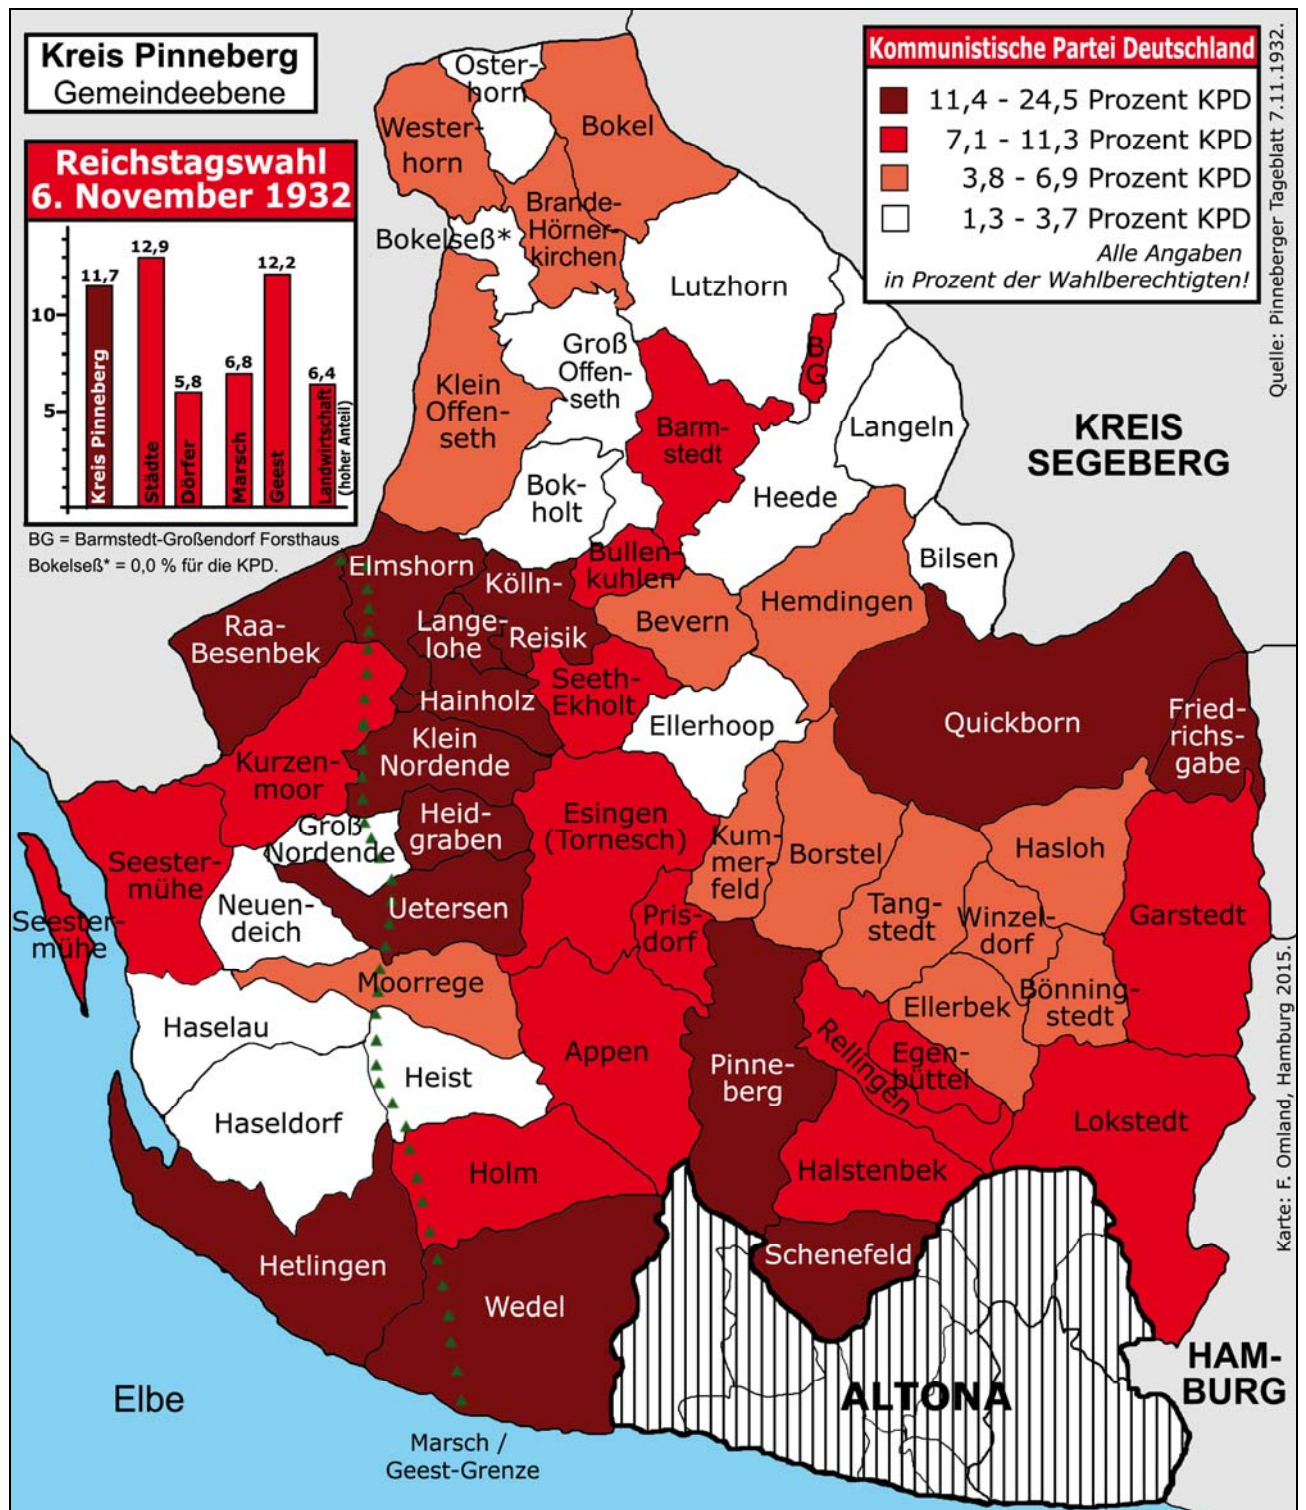 Kreis Pinneberg
Gemeindeebene
Reichstagswahl
6. November 1932
11,7
12,9
5,8
6,8
12,2
6,4
10
5
Kreis Pinneberg
Städte
Dörfer
Marsch
Geest
Landwirtschaft
(hoher Anteil)
BG = Barmstedt-Großendorf Forsthaus
Bokelseß* = 0,0 % für die KPD.
Kommunistische Partei Deutschland
11,4 - 24,5 Prozent KPD
7,1 - 11,3 Prozent KPD
3,8 - 6,9 Prozent KPD
1,3 - 3,7 Prozent KPD
Alle Angaben
in Prozent der Wahlberechtigten!
Quelle: Pinneberger Tageblatt 7.11.1932.
Oster-
horn
Wester-
horn
Bokel
Brande-
Hörner-
kirchen
Bokelseß*
Lutzhorn
Groß
Offen-
seth
B
G
Klein
Offen-
seth
Barm-
stedt
Langeln
KREIS
SEGEBERG
Bok-
holt
Heede
Bilsen
Elmshorn
Kölln-
Reisik
Bullen-
kuhlen
Bevern
Hemdingen
Raa-
Besenbek
Lange-
lohe
Hainholz
Seeth-
Ekholt
Ellerhoop
Quickborn
Fried-
richs-
gabe
Kurzen-
moor
Klein
Nordende
Heid-
graben
Groß
Nordende
Esingen
(Tornesch)
Kum-
mer-
feld
Borstel
Hasloh
Seester-
mühe
Seester-
mühe
Neuen-
deich
Uetersen
Pris-
dorf
Tang-
stedt
Winzel-
dorf
Garstedt
Moorrege
Ellerbek
Bönning-
stedt
Haselau
Heist
Appen
Pinne-
berg
Rellingen
Egen-
büttel
Haseldorf
Lokstedt
Holm
Halstenbek
Hetlingen
Schenefeld
Wedel
Elbe
ALTONA
HAM-
BURG
Marsch /
Geest-Grenze
Karte: F. Omland, Hamburg 2015.